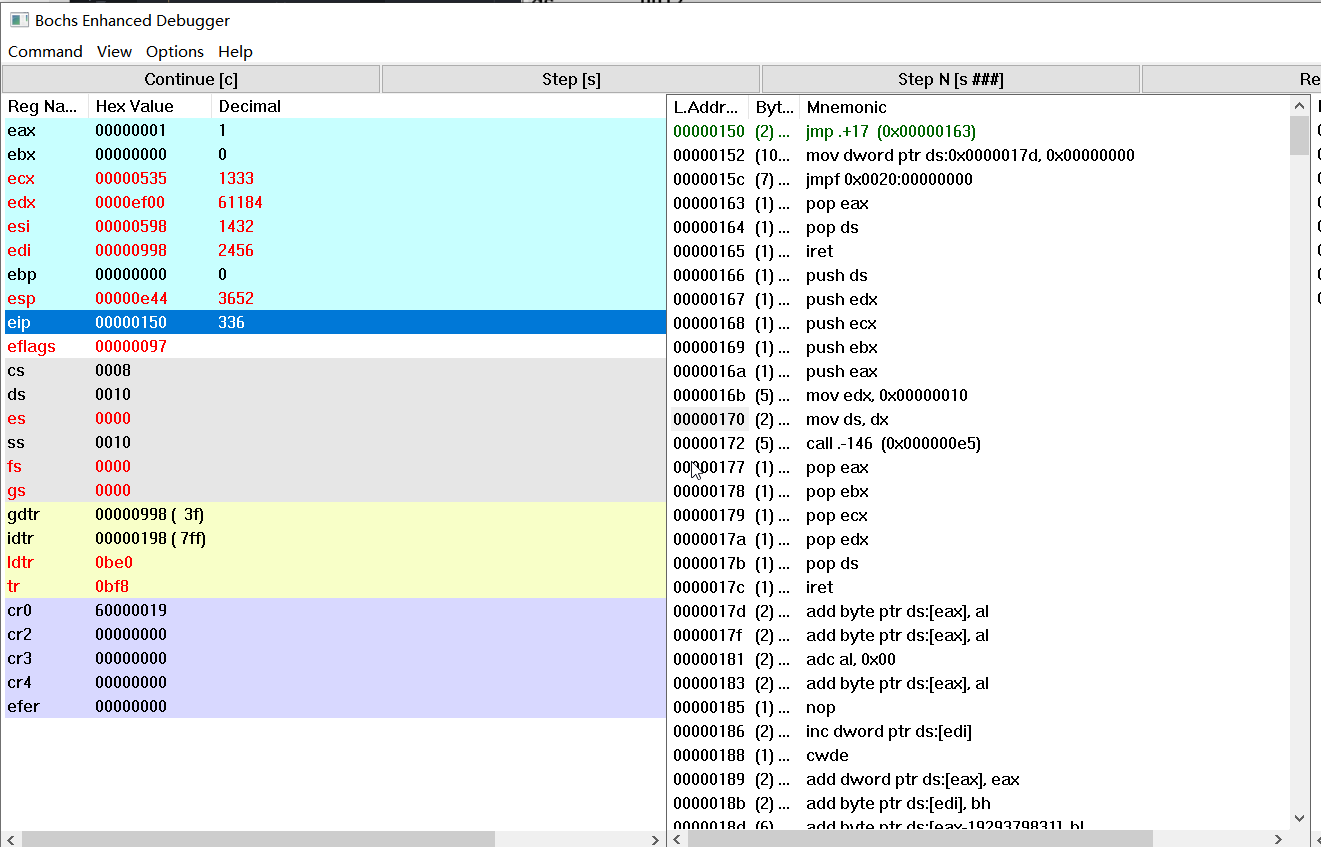 Bochs Enhanced Debugger
Command View Options Help
Continue [c] Step [s] Step N [s ###] Re
Reg Na... Hex Value Decimal
eax 00000001 1
ebx 00000000 0
ecx 00000535 1333
edx 0000ef00 61184
esi 00000598 1432
edi 00000998 2456
ebp 00000000 0
esp 00000e44 3652
eip 00000150 336
eflags 00000097
cs 0008
ds 0010
es 0000
ss 0010
fs 0000
gs 0000
gdtr 00000998 ( 3f)
idtr 00000198 ( 7ff)
ldtr 0be0
tr 0bf8
cr0 60000019
cr2 00000000
cr3 00000000
cr4 00000000
efer 00000000
L.Addr... Byt... Mnemonic
00000150 (2) ... jmp .+17 (0x00000163)
00000152 (10... mov dword ptr ds:0x0000017d, 0x00000000
0000015c (7) ... jmpf 0x0020:00000000
00000163 (1) ... pop eax
00000164 (1) ... pop ds
00000165 (1) ... iret
00000166 (1) ... push ds
00000167 (1) ... push edx
00000168 (1) ... push ecx
00000169 (1) ... push ebx
0000016a (1) ... push eax
0000016b (5) ... mov edx, 0x00000010
00000170 (2) ... mov ds, dx
00000172 (5) ... call .-146 (0x000000e5)
00000177 (1) ... pop eax
00000178 (1) ... pop ebx
00000179 (1) ... pop ecx
0000017a (1) ... pop edx
0000017b (1) ... pop ds
0000017c (1) ... iret
0000017d (2) ... add byte ptr ds:[eax], al
0000017f (2) ... add byte ptr ds:[eax], al
00000181 (2) ... adc al, 0x00
00000183 (2) ... add byte ptr ds:[eax], al
00000185 (1) ... nop
00000186 (2) ... inc dword ptr ds:[edi]
00000188 (1) ... cwde
00000189 (2) ... add dword ptr ds:[eax], eax
0000018b (2) ... add byte ptr ds:[edi], bh
0000018d (6) ... add byte ptr ds:[eax-1929379831], bl